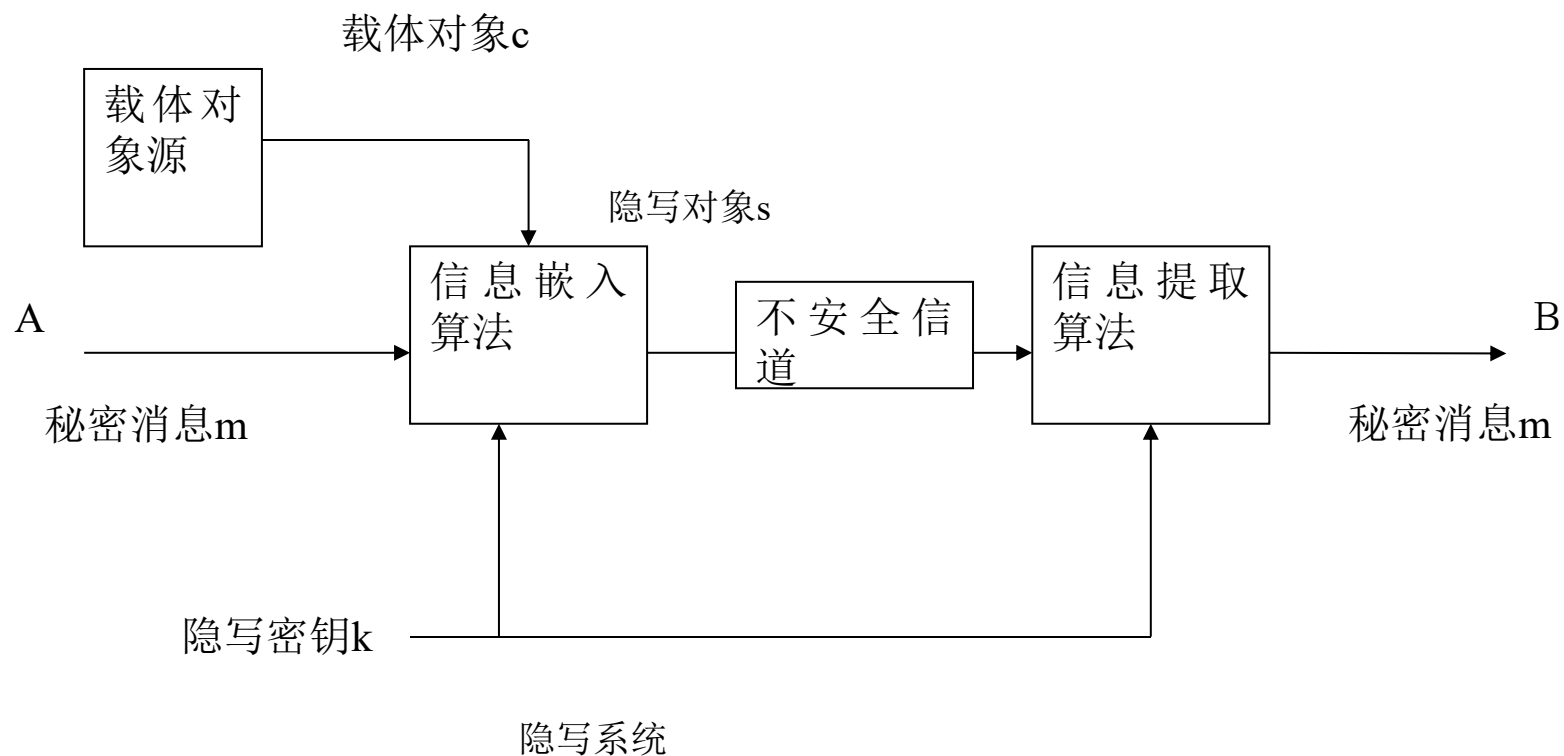 载体对象c
载体对
象源
隐写对象s
信息嵌入
算法
不安全信
道
信息提取
算法
A
B
秘密消息m
秘密消息m
隐写密钥k
隐写系统